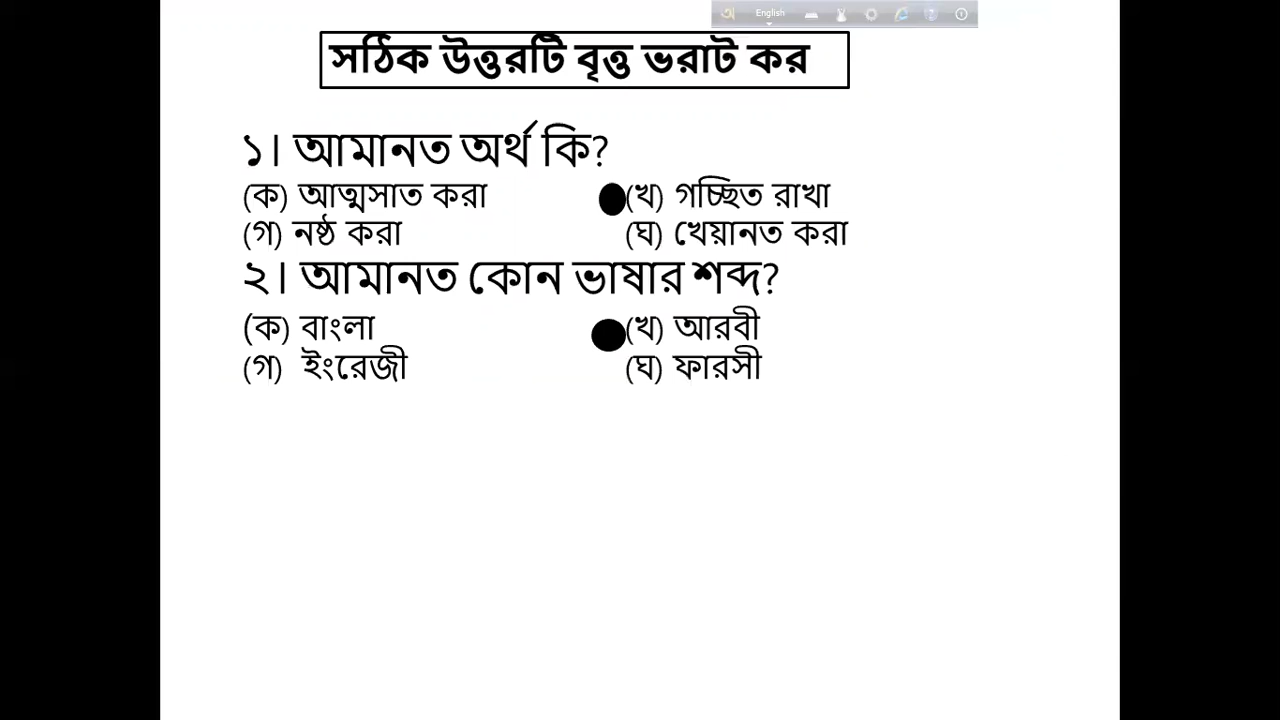 English
সঠিক উত্তরটি বৃত্ত ভরাট কর
১। আমানত অর্থ কি?
(ক) আত্মসাত করা (খ) গচ্ছিত রাখা
(গ) নষ্ঠ করা (ঘ) খেয়ানত করা
২। আমানত কোন ভাষার শব্দ?
(ক) বাংলা (খ) আরবী
(গ) ইংরেজী (ঘ) ফারসী